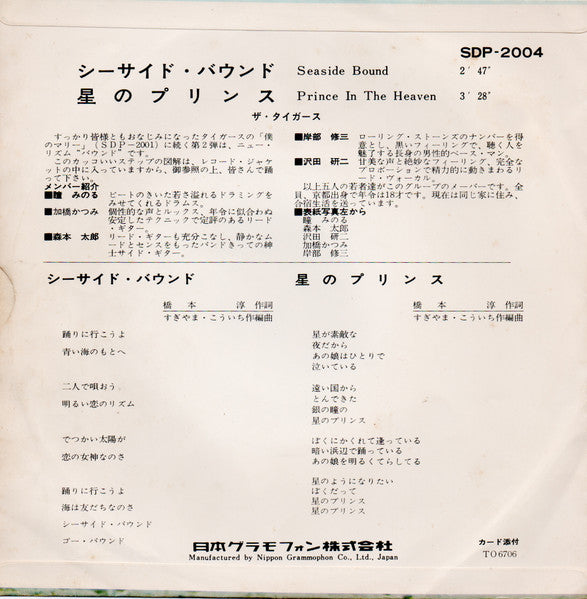 SDP-2004
シーサイド・バウンド Seaside Bound 2′ 47″
星のプリンス Prince In The Heaven 3′ 28″
ザ・タイガース
すっかり皆様ともおなじみになったタイガースの「僕
のマリー」(SDP-2001)に続く第2弾は、ニュー・
リズム“バウンド”です。
このカッコいいステップの図解は、レコード・ジャケ
ットの中に入っていますから、御参照の上、皆さんで踊
って下さい。
メンバー紹介
■瞳 みのる ビートのきいた若さ溢れるドラミングを
みせてくれるドラムス。
■加橋かつみ 個性的な声とルックス、年令に似合わぬ
安定したテクニックで定評のあるリード
・ギター。
■森本 太郎 リード・ギターも充分こなし、静かなム
ードとセンスをもったバンドきっての紳
士サイド・ギター。
■岸部 修三 ローリング・ストーンズのナンバーを得
意とし、黒いフィーリングで、聴く人を
魅了する長身の男性的ベース・マン。
■沢田 研二 甘美な声と絶妙なフィーリング、完全な
プロポーションで精力的に動きまわるリ
ード・ヴォーカル。
以上五人の若者達がこのグループのメンバーです。全
員、京都出身で年令は18才です。現在は同じ家に住み、
合宿生活を送っています。
■表紙写真左から
瞳 みのる
森本 太郎
沢田 研二
加橋かつみ
岸部 修三
シーサイド・バウンド
橋本 淳 作詞
すぎやま・こういち作編曲
踊りに行こうよ
青い海のもとへ
二人で唄おう
明るい恋のリズム
でつかい太陽が
恋の女神なのさ
踊りに行こうよ
海は友だちなのさ
シーサイド・バウンド
ゴー・バウンド
星のプリンス
橋本 淳 作詞
すぎやま・こういち作編曲
星が素敵な
夜だから
あの娘はひとりで
泣いている
遠い国から
とんできた
銀の瞳の
星のプリンス
ぼくにかくれて逢っている
暗い浜辺で踊っている
あの娘を明るくてらしてる
星のようになりたい
ぼくだって
星のプリンス
星のプリンス
日本グラモフォン株式会社
Manufactured by Nippon Grammophon Co., Ltd., Japan
カード添付
TO6706